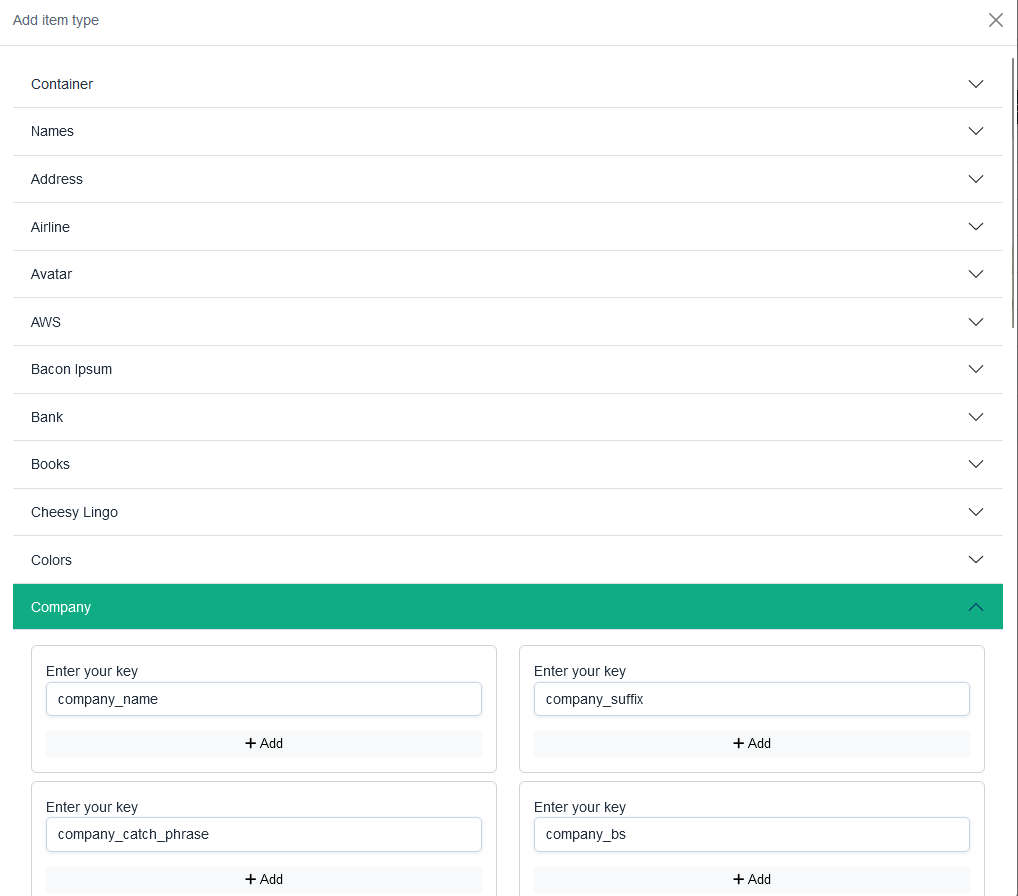 Add item type
Container
Names
Address
Airline
Avatar
AWS
Bacon Ipsum
Bank
Books
Cheesy Lingo
Colors
Company
Enter your key Enter your key
company_name company_suffix
+ Add + Add
Enter your key Enter your key
company_catch_phrase company_bs
+ Add + Add